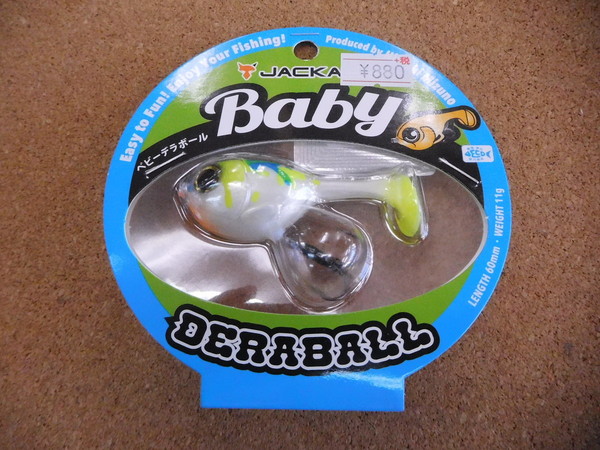 Easy to Fun! Enjoy Your Fishing!
Produced by
Mizuno
+税
¥880
Baby
ベビーデラボール
LENGTH 60mm · WEIGHT 11g
DERABALL